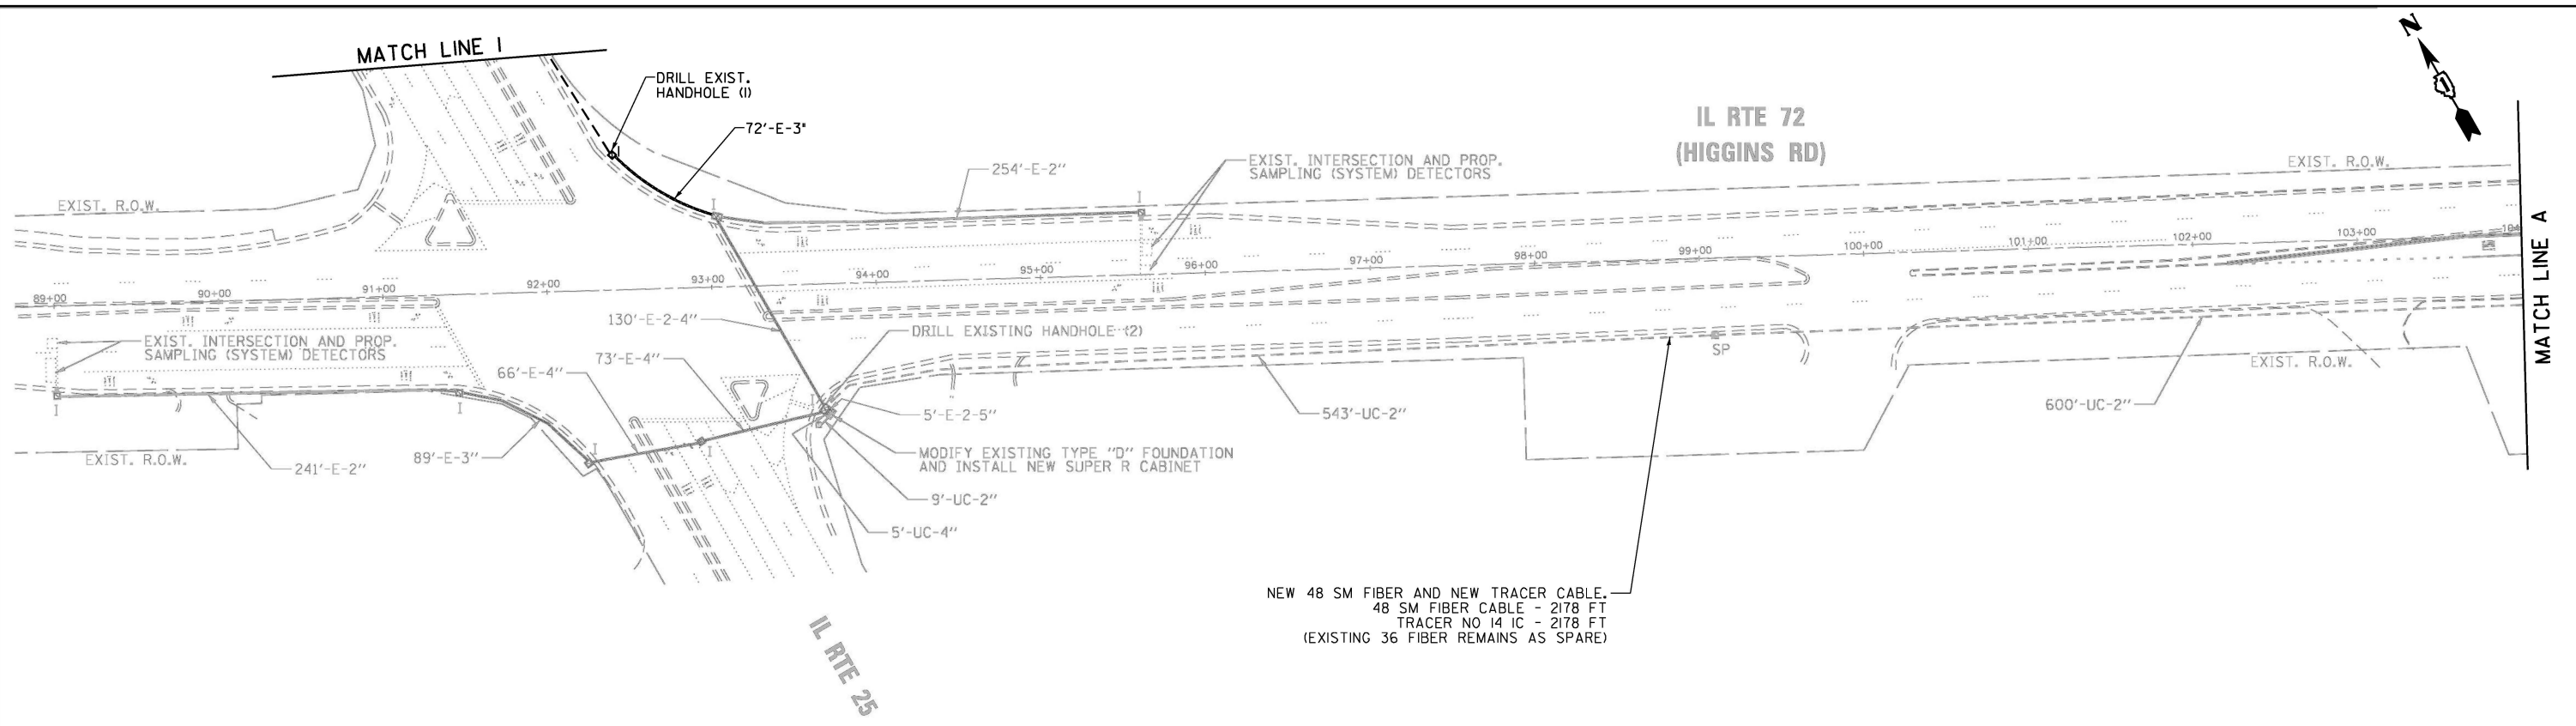 MATCH LINE 1
N
DRILL EXIST.
HANDHOLE (1)
72'-E-3"
IL RTE 72
(HIGGINS RD)
254'-E-2"
EXIST. INTERSECTION AND PROP.
SAMPLING (SYSTEM) DETECTORS
EXIST. R.O.W.
EXIST. R.O.W.
I
I
I
89+00
90+00
91+00
92+00
93+00
94+00
95+00
96+00
97+00
98+00
99+00
100+00
101+00
102+00
103+00
104
MATCH LINE A
130'-E-2-4"
DRILL EXISTING HANDHOLE (2)
EXIST. INTERSECTION AND PROP.
SAMPLING (SYSTEM) DETECTORS
73'-E-4"
66'-E-4"
SP
EXIST. R.O.W.
I
I
I
I
I
5'-E-2-5"
543'-UC-2"
600'-UC-2"
EXIST. R.O.W.
241'-E-2"
89'-E-3"
MODIFY EXISTING TYPE "D" FOUNDATION
AND INSTALL NEW SUPER R CABINET
9'-UC-2"
5'-UC-4"
NEW 48 SM FIBER AND NEW TRACER CABLE.
48 SM FIBER CABLE - 2178 FT
TRACER NO 14 1C - 2178 FT
(EXISTING 36 FIBER REMAINS AS SPARE)
IL RTE 25